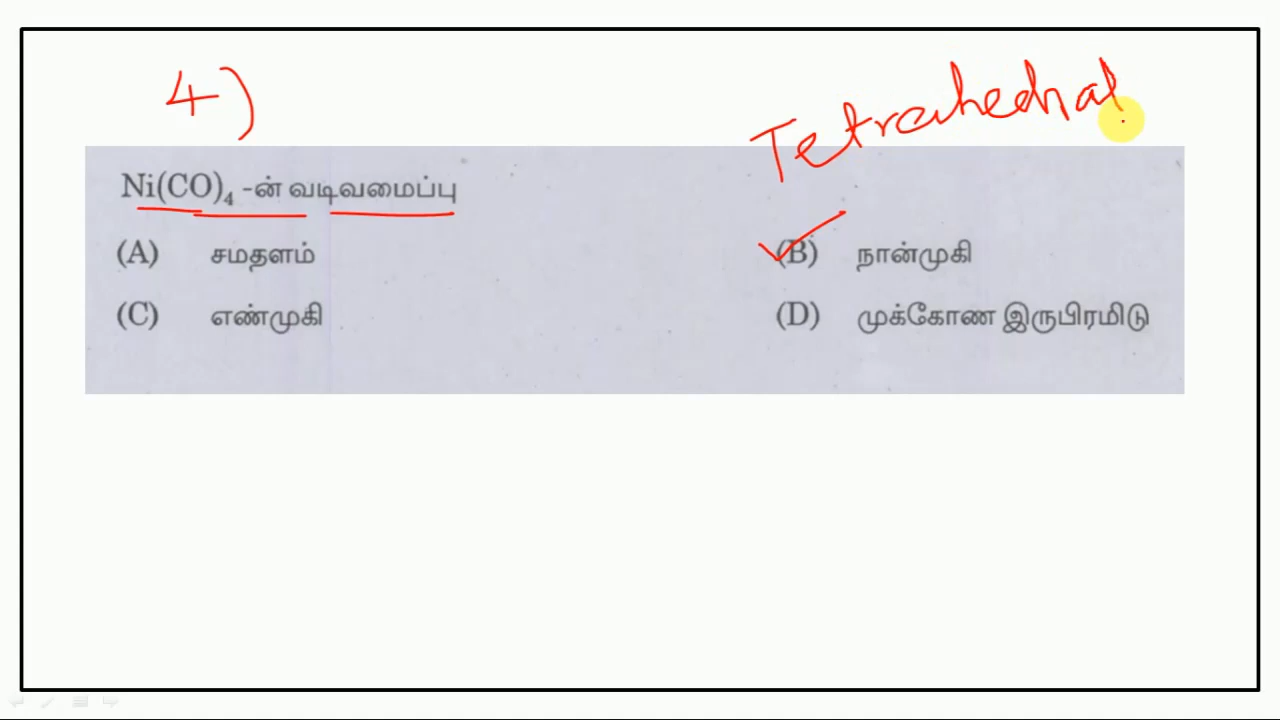 4)
Tetrahedral
Ni(CO)₄ -ன் வடிவமைப்பு
(A) சமதளம் (B) நான்முகி
(C) எண்முகி (D) முக்கோண இருபிரமிடு